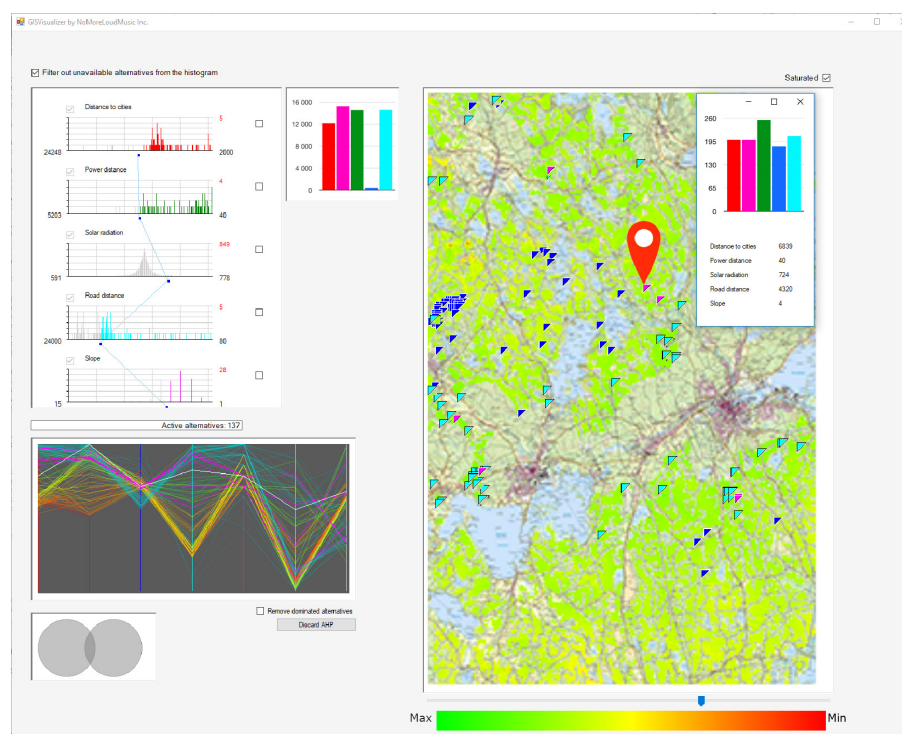 GISVisualizer by NoMoreLoudMusic Inc.
Filter out unavailable alternatives from the histogram
Saturated
Distance to cities
5
24248
2000
Power distance
4
5203
40
Solar radiation
849
591
778
Road distance
5
24000
80
Slope
28
15
1
16 000
12 000
8 000
4 000
0
260
195
130
65
0
Distance to cities 6839
Power distance 40
Solar radiation 724
Road distance 4320
Slope 4
Active alternatives: 137
Remove dominated alternatives
Discard AHP
Max
Min